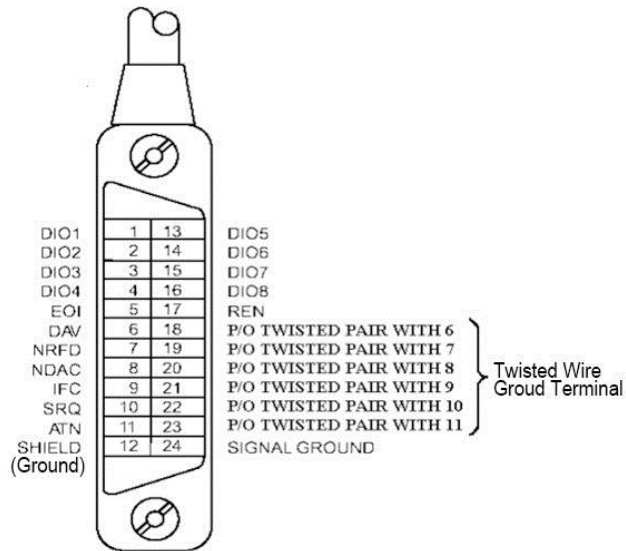 DIO1 1 13 DIO5
DIO2 2 14 DIO6
DIO3 3 15 DIO7
DIO4 4 16 DIO8
EOI 5 17 REN
DAV 6 18 P/O TWISTED PAIR WITH 6
NRFD 7 19 P/O TWISTED PAIR WITH 7
NDAC 8 20 P/O TWISTED PAIR WITH 8
IFC 9 21 P/O TWISTED PAIR WITH 9
SRQ 10 22 P/O TWISTED PAIR WITH 10
ATN 11 23 P/O TWISTED PAIR WITH 11
SHIELD 12 24 SIGNAL GROUND
(Ground)
Twisted Wire
Groud Terminal